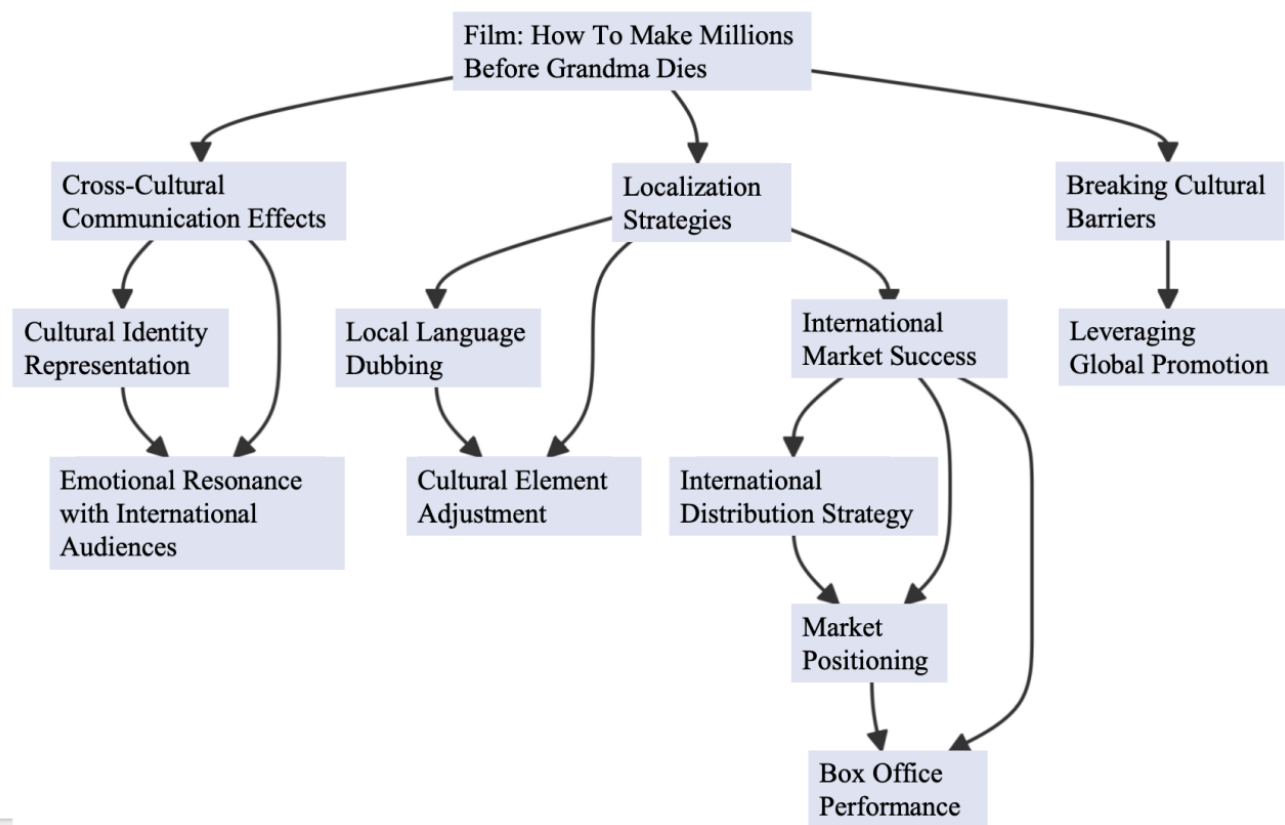 Film: How To Make Millions
Before Grandma Dies
Cross-Cultural
Communication Effects
Localization
Strategies
Breaking Cultural
Barriers
Cultural Identity
Representation
Local Language
Dubbing
International
Market Success
Leveraging
Global Promotion
Emotional Resonance
with International
Audiences
Cultural Element
Adjustment
International
Distribution Strategy
Market
Positioning
Box Office
Performance